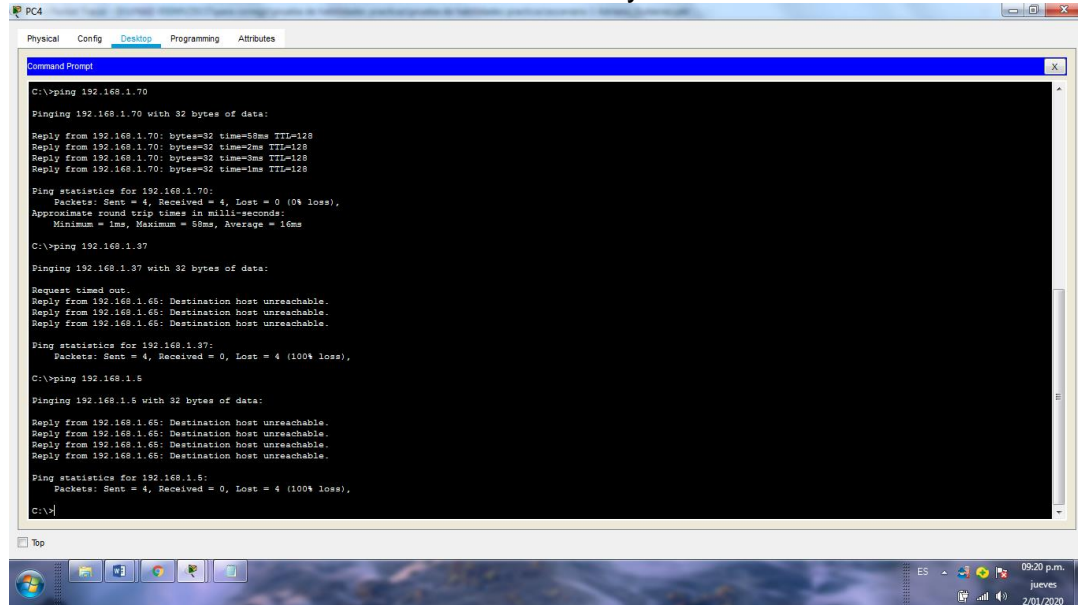 PC4
Physical Config Desktop Programming Attributes
Command Prompt
X
C:\>ping 192.168.1.70
Pinging 192.168.1.70 with 32 bytes of data:
Reply from 192.168.1.70: bytes=32 time=58ms TTL=128
Reply from 192.168.1.70: bytes=32 time=2ms TTL=128
Reply from 192.168.1.70: bytes=32 time=3ms TTL=128
Reply from 192.168.1.70: bytes=32 time=1ms TTL=128
Ping statistics for 192.168.1.70:
Packets: Sent = 4, Received = 4, Lost = 0 (0% loss),
Approximate round trip times in milli-seconds:
Minimum = 1ms, Maximum = 58ms, Average = 16ms
C:\>ping 192.168.1.37
Pinging 192.168.1.37 with 32 bytes of data:
Request timed out.
Reply from 192.168.1.65: Destination host unreachable.
Reply from 192.168.1.65: Destination host unreachable.
Reply from 192.168.1.65: Destination host unreachable.
Ping statistics for 192.168.1.37:
Packets: Sent = 4, Received = 0, Lost = 4 (100% loss),
C:\>ping 192.168.1.5
Pinging 192.168.1.5 with 32 bytes of data:
Reply from 192.168.1.65: Destination host unreachable.
Reply from 192.168.1.65: Destination host unreachable.
Reply from 192.168.1.65: Destination host unreachable.
Reply from 192.168.1.65: Destination host unreachable.
Ping statistics for 192.168.1.5:
Packets: Sent = 4, Received = 0, Lost = 4 (100% loss),
C:\>
Top
ES
09:20 p.m.
jueves
2/01/2020